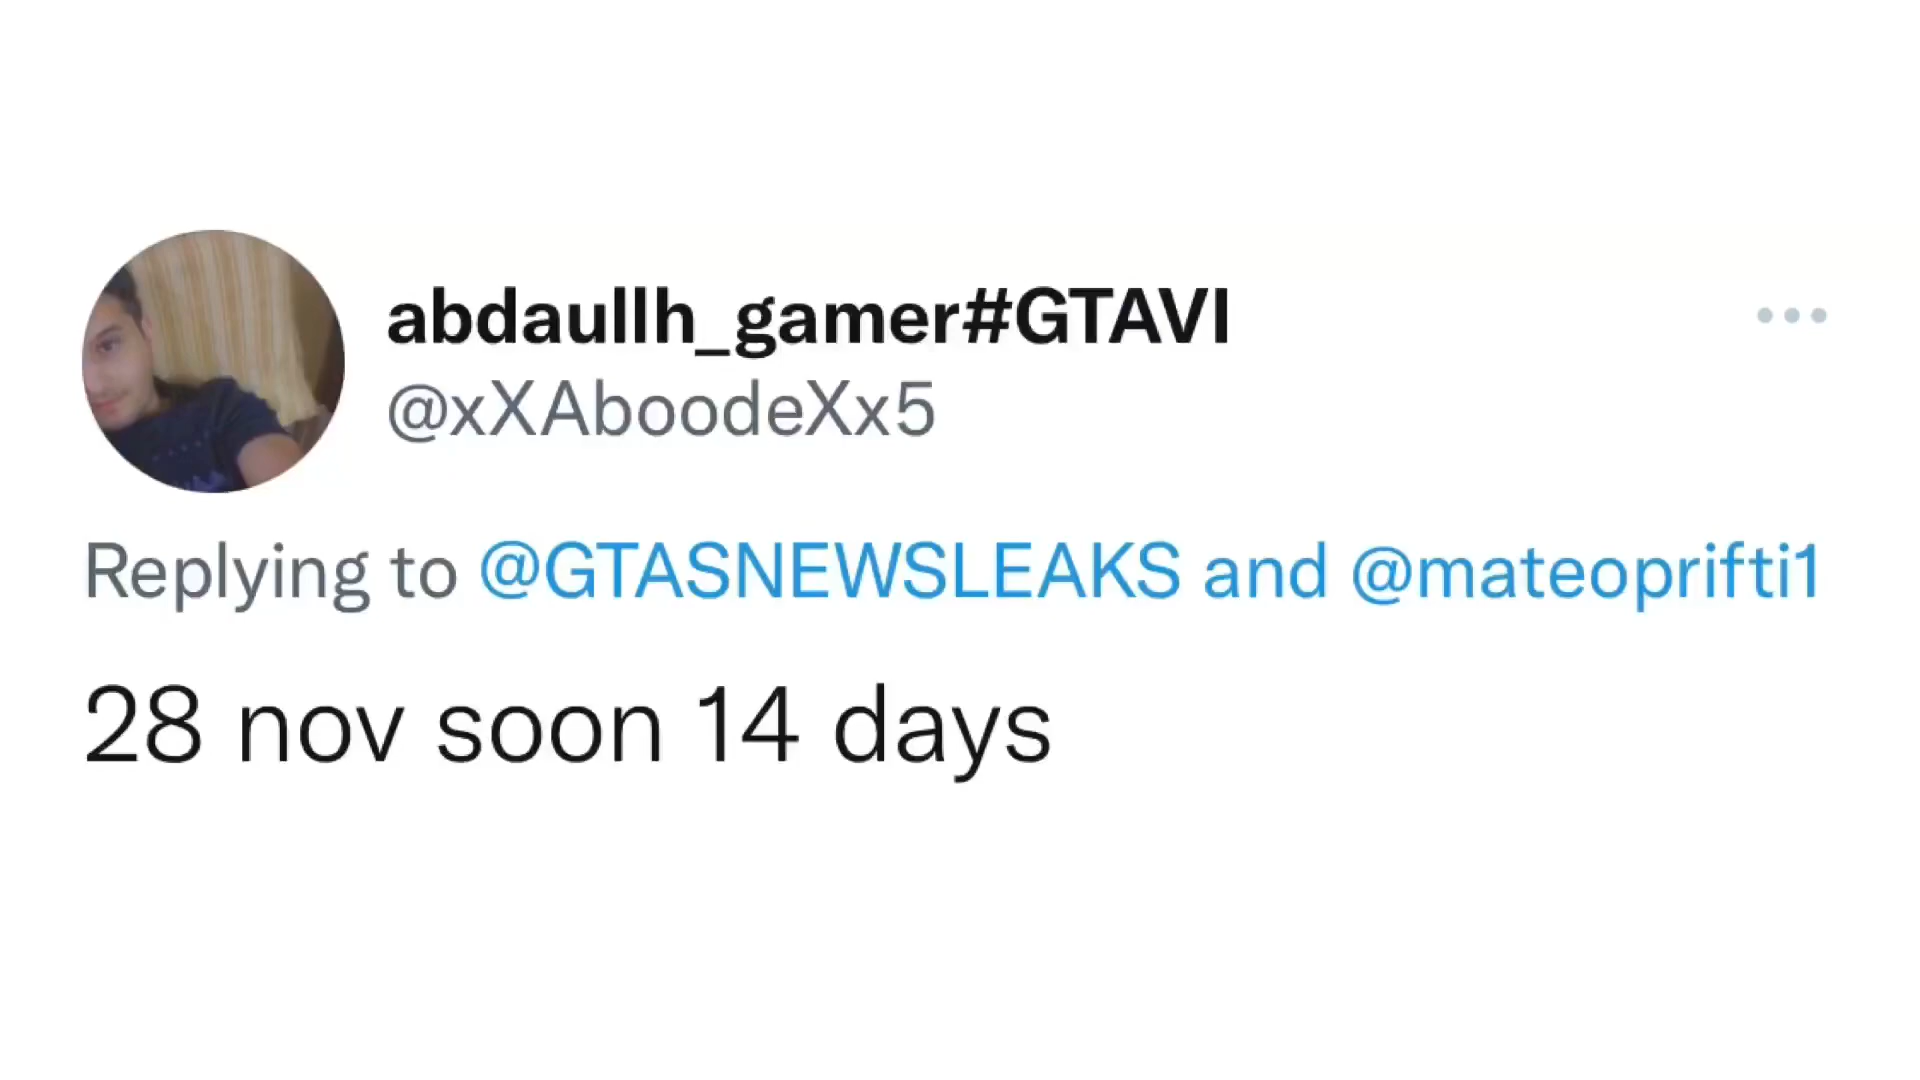 abdaullh_gamer#GTAVI
@xXAboodeXx5
Replying to @GTASNEWSLEAKS and @mateoprifti1
28 nov soon 14 days